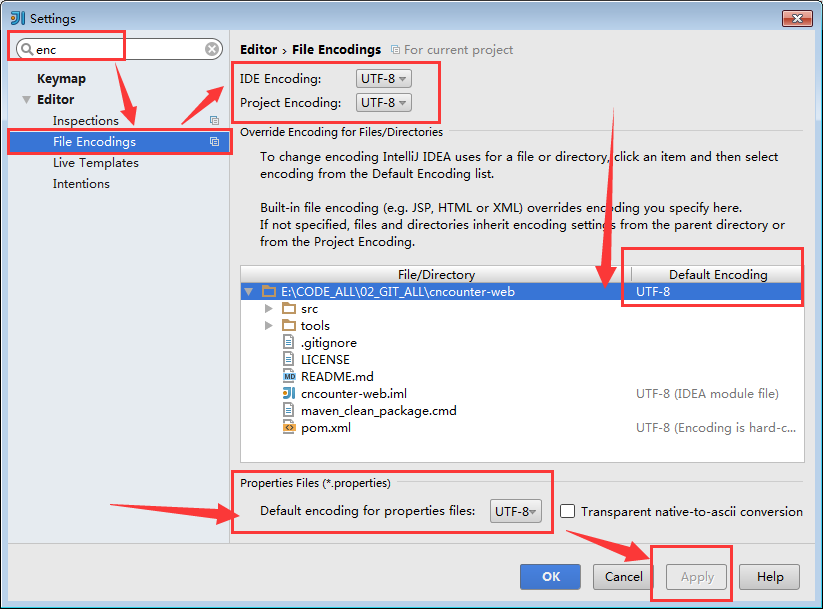 Settings
enc
Keymap
Editor
Inspections
File Encodings
Live Templates
Intentions
Editor › File Encodings For current project
IDE Encoding: UTF-8
Project Encoding: UTF-8
Override Encoding for Files/Directories
To change encoding IntelliJ IDEA uses for a file or directory, click an item and then select
encoding from the Default Encoding list.
Built-in file encoding (e.g. JSP, HTML or XML) overrides encoding you specify here.
If not specified, files and directories inherit encoding settings from the parent directory or
from the Project Encoding.
File/Directory Default Encoding
E:\CODE_ALL\02_GIT_ALL\cncounter-web UTF-8
src
tools
.gitignore
LICENSE
MD README.md
cncounter-web.iml UTF-8 (IDEA module file)
maven_clean_package.cmd
pom.xml UTF-8 (Encoding is hard-c...
Properties Files (*.properties)
Default encoding for properties files: UTF-8 Transparent native-to-ascii conversion
OK Cancel Apply Help